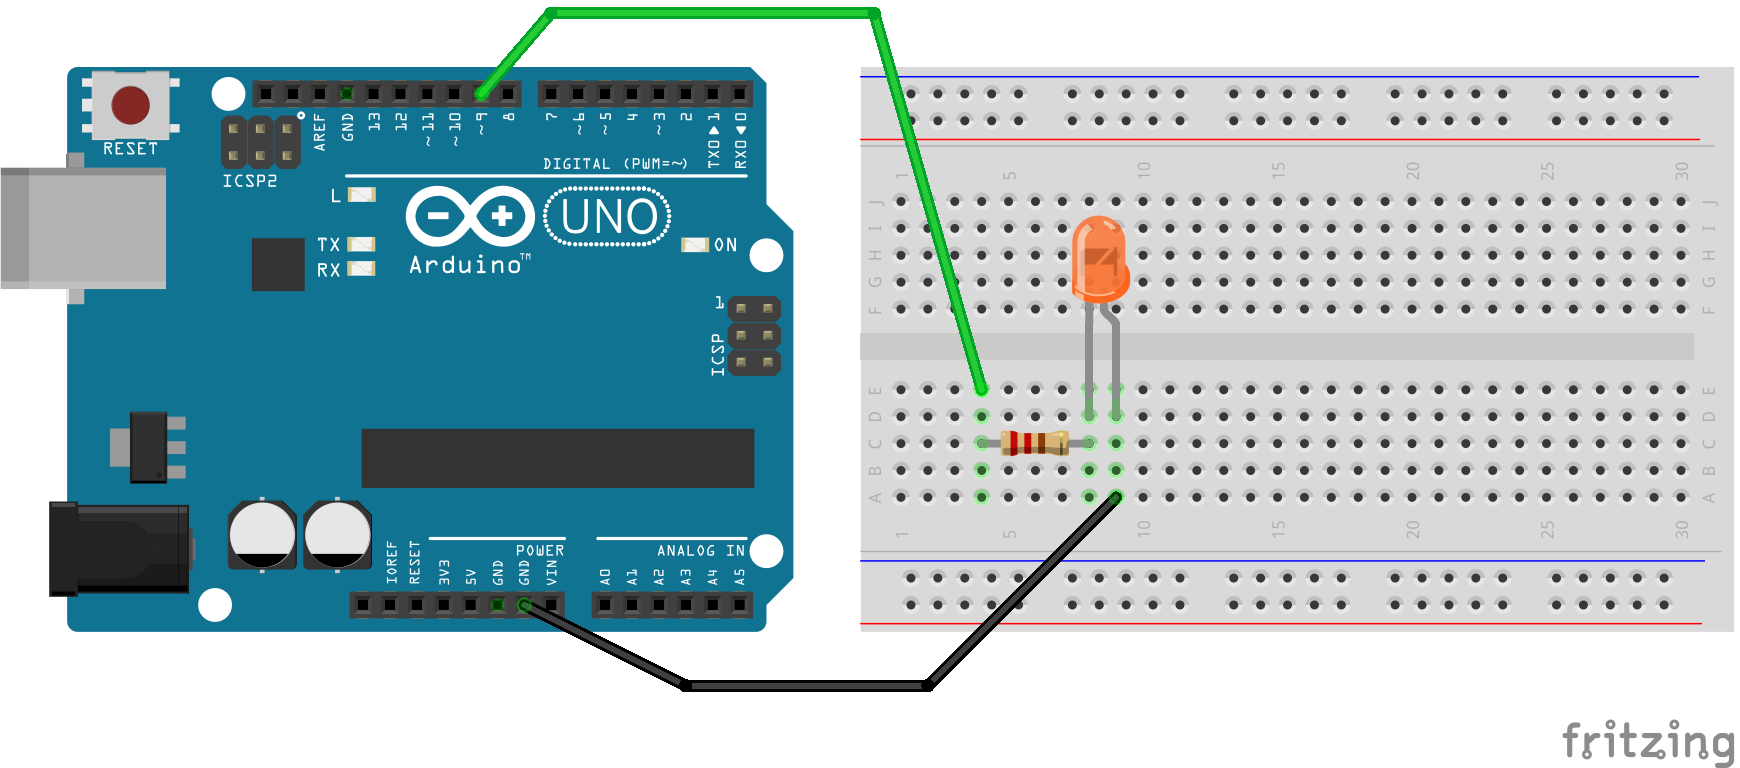 RESET
ICSP2
AREF
GND
13
12
~11
~10
~9
8
7
~6
~5
4
~3
2
TX0▶1
RX0◀0
DIGITAL (PWM=~)
L
TX
RX
UNO
Arduino™
ON
1
ICSP
IOREF
RESET
3V3
5V
GND
GND
VIN
POWER
ANALOG IN
A0
A1
A2
A3
A4
A5
1
5
10
15
20
25
30
J
I
H
G
F
E
D
C
B
A
J
I
H
G
F
E
D
C
B
A
1
5
10
15
20
25
30
fritzing